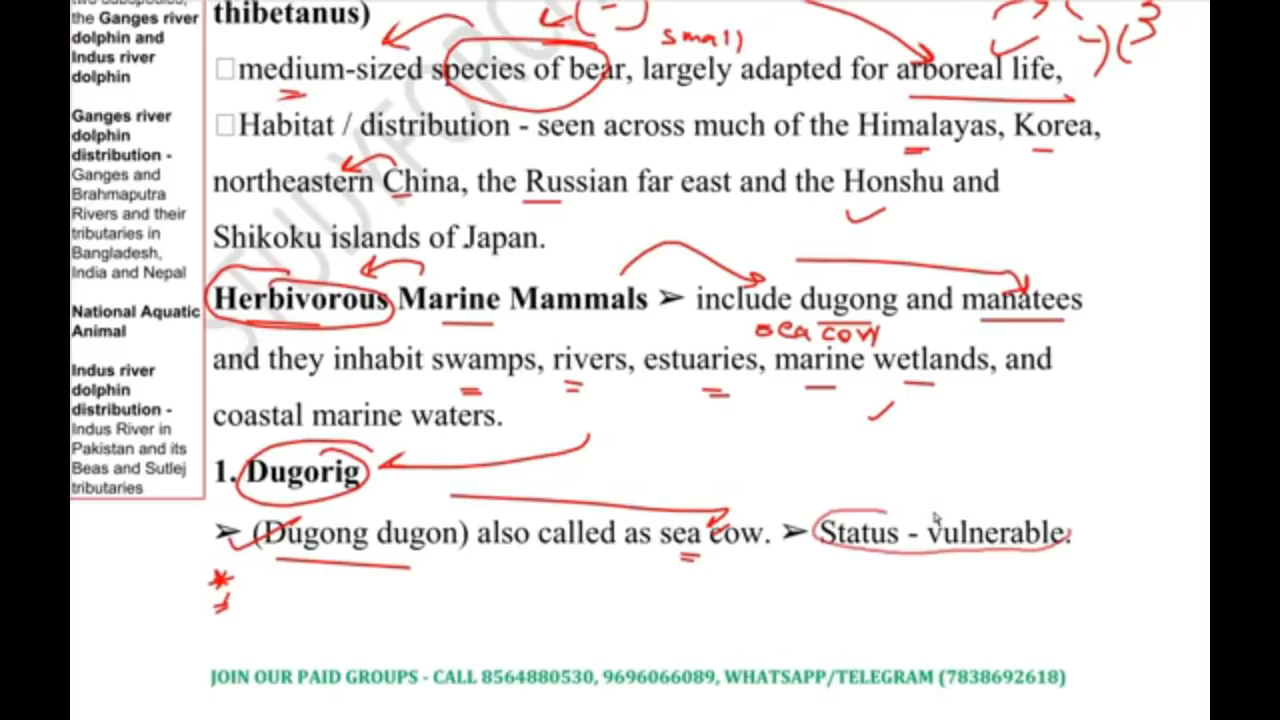 the Ganges river
dolphin and
Indus river
dolphin
Ganges river
dolphin
distribution -
Ganges and
Brahmaputra
Rivers and their
tributaries in
Bangladesh,
India and Nepal
National Aquatic
Animal
Indus river
dolphin
distribution -
Indus River in
Pakistan and its
Beas and Sutlej
tributaries
thibetanus)
small
□medium-sized species of bear, largely adapted for arboreal life,
□Habitat / distribution - seen across much of the Himalayas, Korea,
northeastern China, the Russian far east and the Honshu and
Shikoku islands of Japan.
Herbivorous Marine Mammals ➢ include dugong and manatees
sea cow
and they inhabit swamps, rivers, estuaries, marine wetlands, and
coastal marine waters.
1. Dugorig
➢ (Dugong dugon) also called as sea cow. ➢ Status - vulnerable.
JOIN OUR PAID GROUPS - CALL 8564880530, 9696066089, WHATSAPP/TELEGRAM (7838692618)